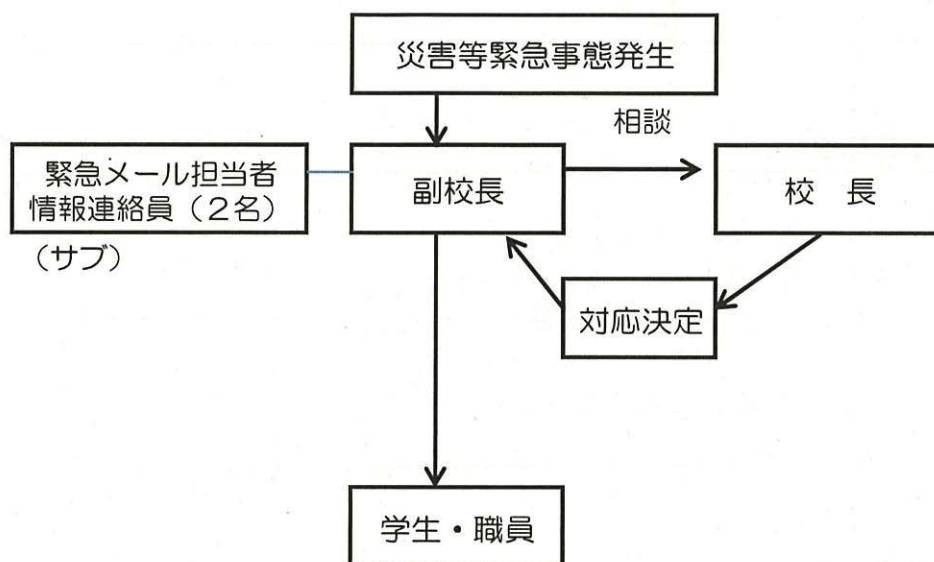 災害等緊急事態発生
相談
緊急メール担当者
情報連絡員（２名）
（サブ）
副校長
校　長
対応決定
学生・職員